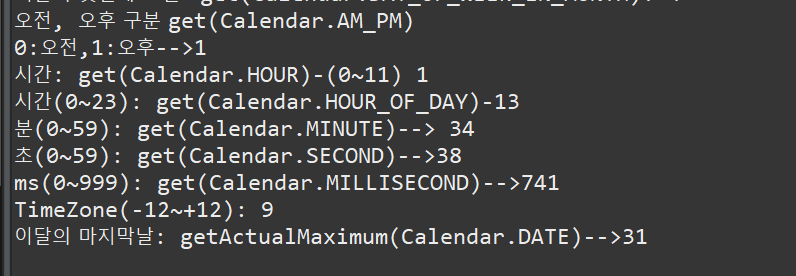 오전, 오후 구분 get(Calendar.AM_PM)
0:오전,1:오후-->1
시간: get(Calendar.HOUR)-(0~11) 1
시간(0~23): get(Calendar.HOUR_OF_DAY)-13
분(0~59): get(Calendar.MINUTE)--> 34
초(0~59): get(Calendar.SECOND)-->38
ms(0~999): get(Calendar.MILLISECOND)-->741
TimeZone(-12~+12): 9
이달의 마지막날: getActualMaximum(Calendar.DATE)-->31